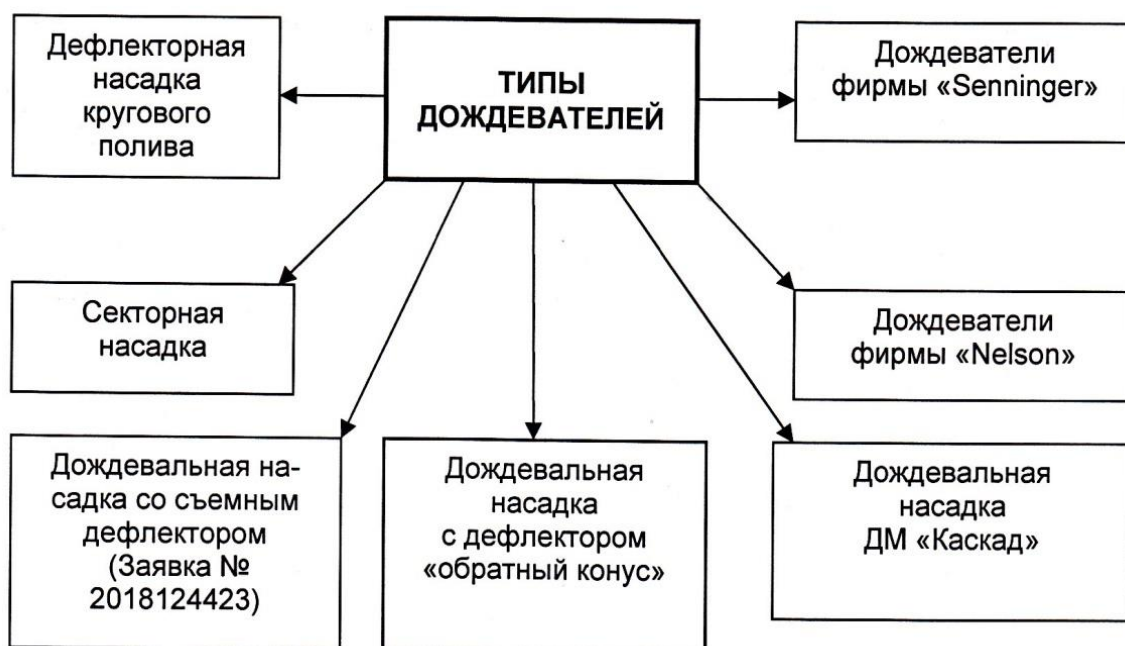 Дефлекторная
насадка
кругового
полива
ТИПЫ
ДОЖДЕВАТЕЛЕЙ
Дождеватели
фирмы «Senninger»
Секторная
насадка
Дождеватели
фирмы «Nelson»
Дождевальная на-
садка со съемным
дефлектором
(Заявка №
2018124423)
Дождевальная
насадка
с дефлектором
«обратный конус»
Дождевальная
насадка
ДМ «Каскад»